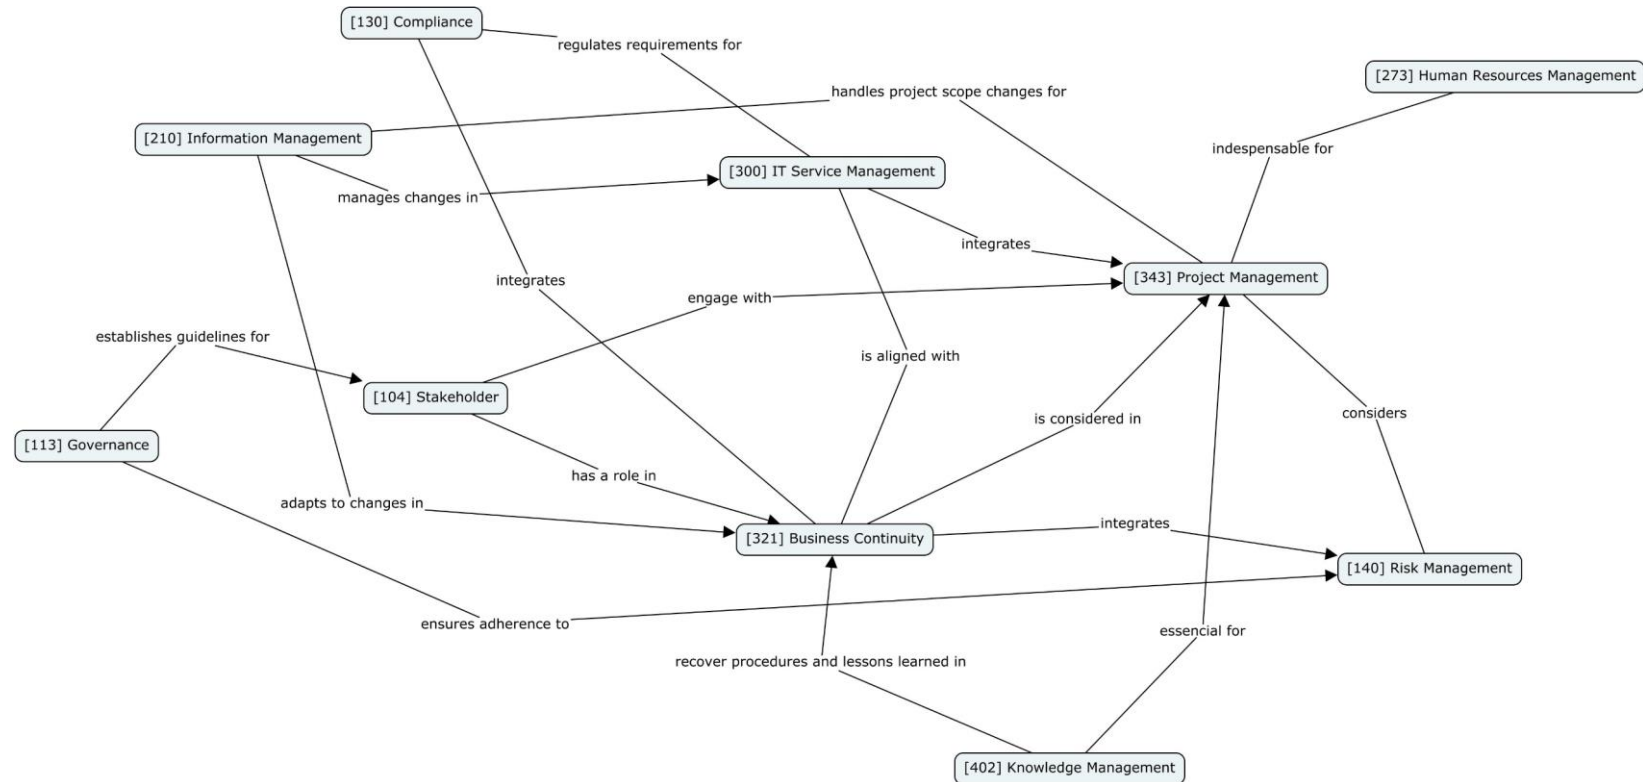 [130] Compliance
regulates requirements for
[273] Human Resources Management
handles project scope changes for
[210] Information Management
indespensable for
[300] IT Service Management
manages changes in
integrates
[343] Project Management
integrates
engage with
establishes guidelines for
is aligned with
[104] Stakeholder
considers
is considered in
[113] Governance
has a role in
adapts to changes in
integrates
[321] Business Continuity
[140] Risk Management
ensures adherence to
essencial for
recover procedures and lessons learned in
[402] Knowledge Management